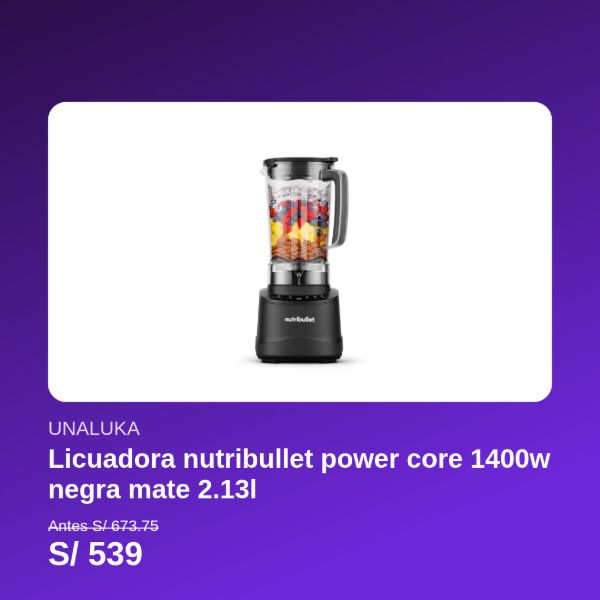 nutribullet
UNALUKA
Licuadora nutribullet power core 1400w
negra mate 2.13l
Antes S/ 673.75
S/ 539